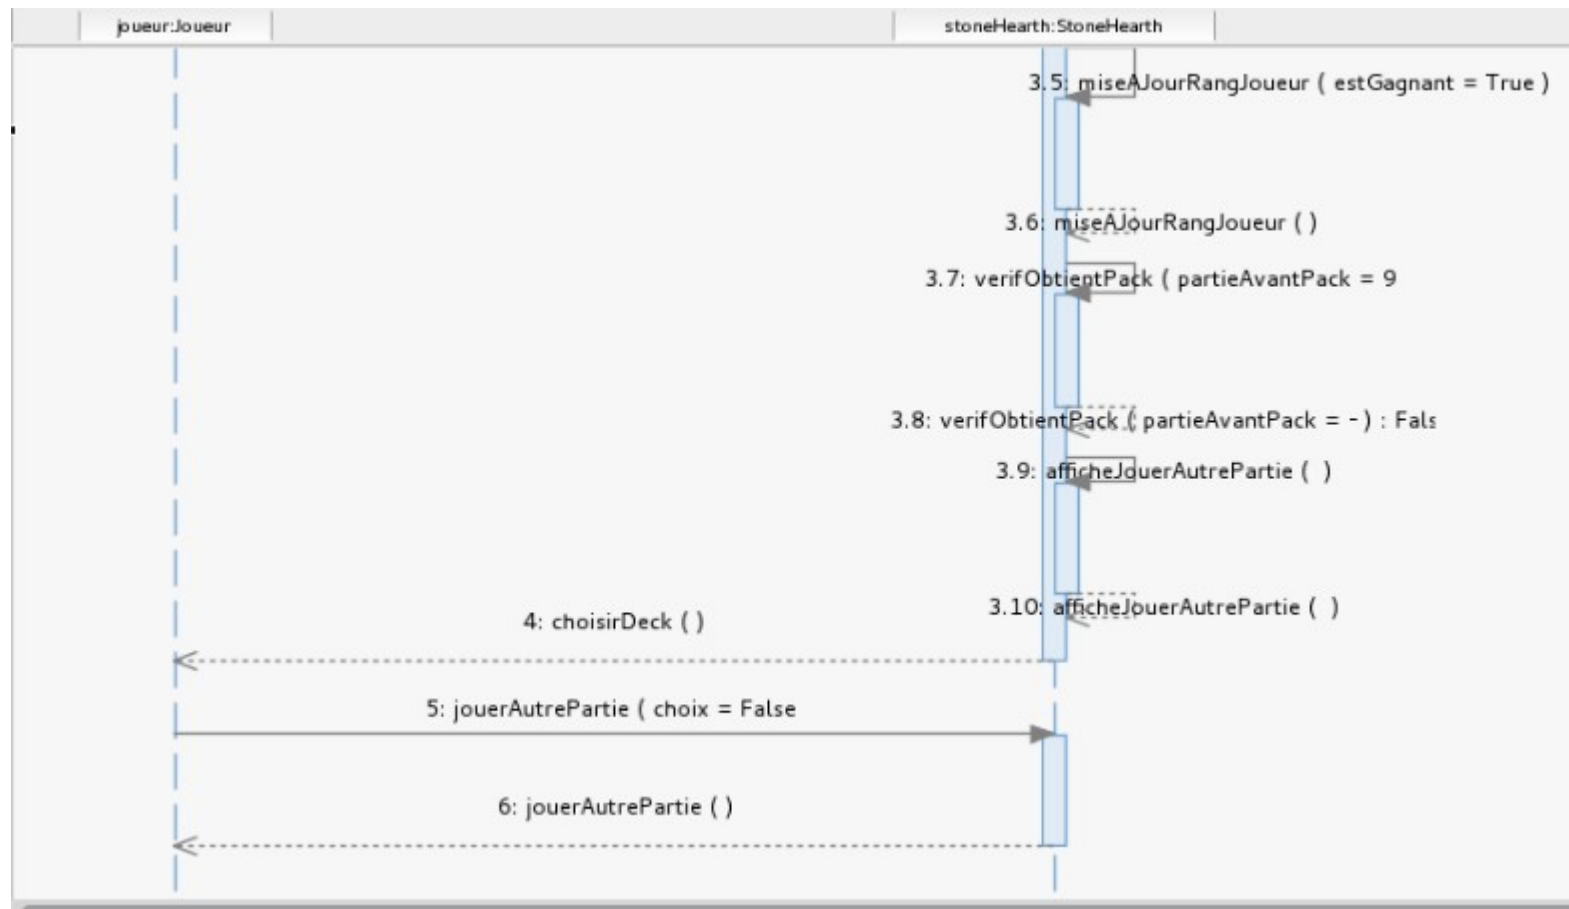 joueur:Joueur
stoneHearth:StoneHearth
3.5: miseAJourRangJoueur ( estGagnant = True )
3.6: miseAJourRangJoueur ( )
3.7: verifObtientPack ( partieAvantPack = 9
3.8: verifObtientPack ( partieAvantPack = - ) : Fals
3.9: afficheJouerAutrePartie (  )
3.10: afficheJouerAutrePartie (  )
4: choisirDeck ( )
5: jouerAutrePartie ( choix = False
6: jouerAutrePartie ( )